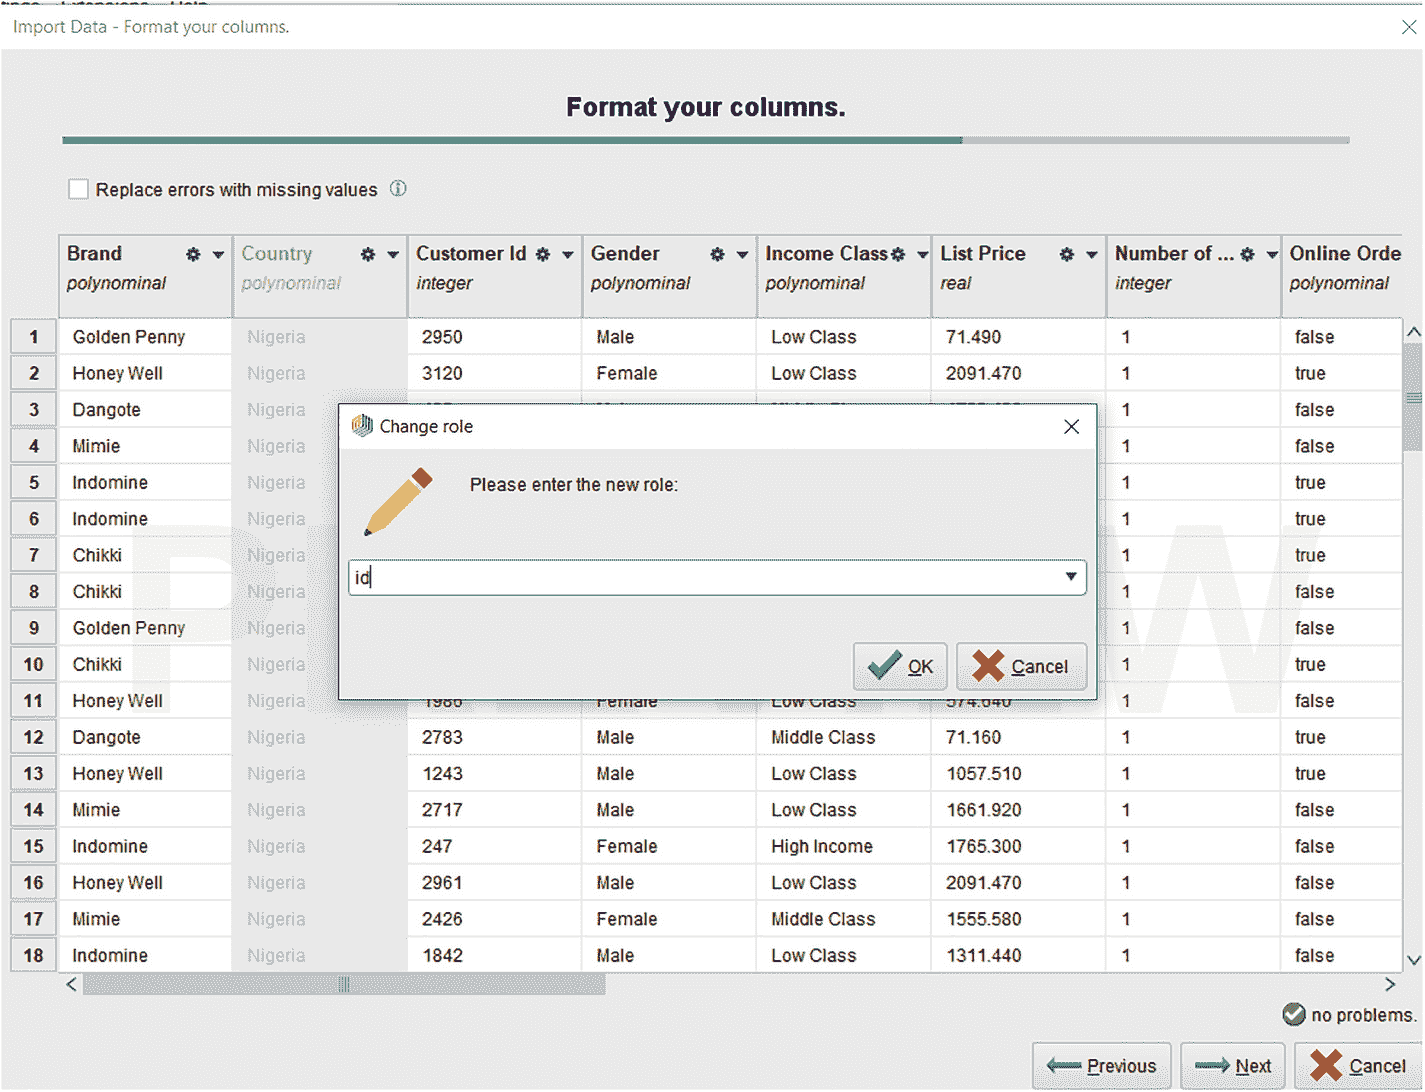 Import Data - Format your columns.
Format your columns.
Replace errors with missing values
Brand Country Customer Id Gender Income Class List Price Number of ... Online Orde
polynominal polynominal integer polynominal polynominal real integer polynominal
1 Golden Penny Nigeria 2950 Male Low Class 71.490 1 false
2 Honey Well Nigeria 3120 Female Low Class 2091.470 1 true
3 Dangote Nigeria 1 false
4 Mimie Nigeria 1 false
5 Indomine Nigeria 1 true
6 Indomine Nigeria 1 true
7 Chikki Nigeria 1 true
8 Chikki Nigeria 1 false
9 Golden Penny Nigeria 1 false
10 Chikki Nigeria 1 true
11 Honey Well Nigeria 1986 Female Low Class 574.640 1 false
12 Dangote Nigeria 2783 Male Middle Class 71.160 1 true
13 Honey Well Nigeria 1243 Male Low Class 1057.510 1 true
14 Mimie Nigeria 2717 Male Low Class 1661.920 1 false
15 Indomine Nigeria 247 Female High Income 1765.300 1 false
16 Honey Well Nigeria 2961 Male Low Class 2091.470 1 false
17 Mimie Nigeria 2426 Female Middle Class 1555.580 1 false
18 Indomine Nigeria 1842 Male Low Class 1311.440 1 false
Change role
Please enter the new role:
id
OK Cancel
no problems.
Previous Next Cancel